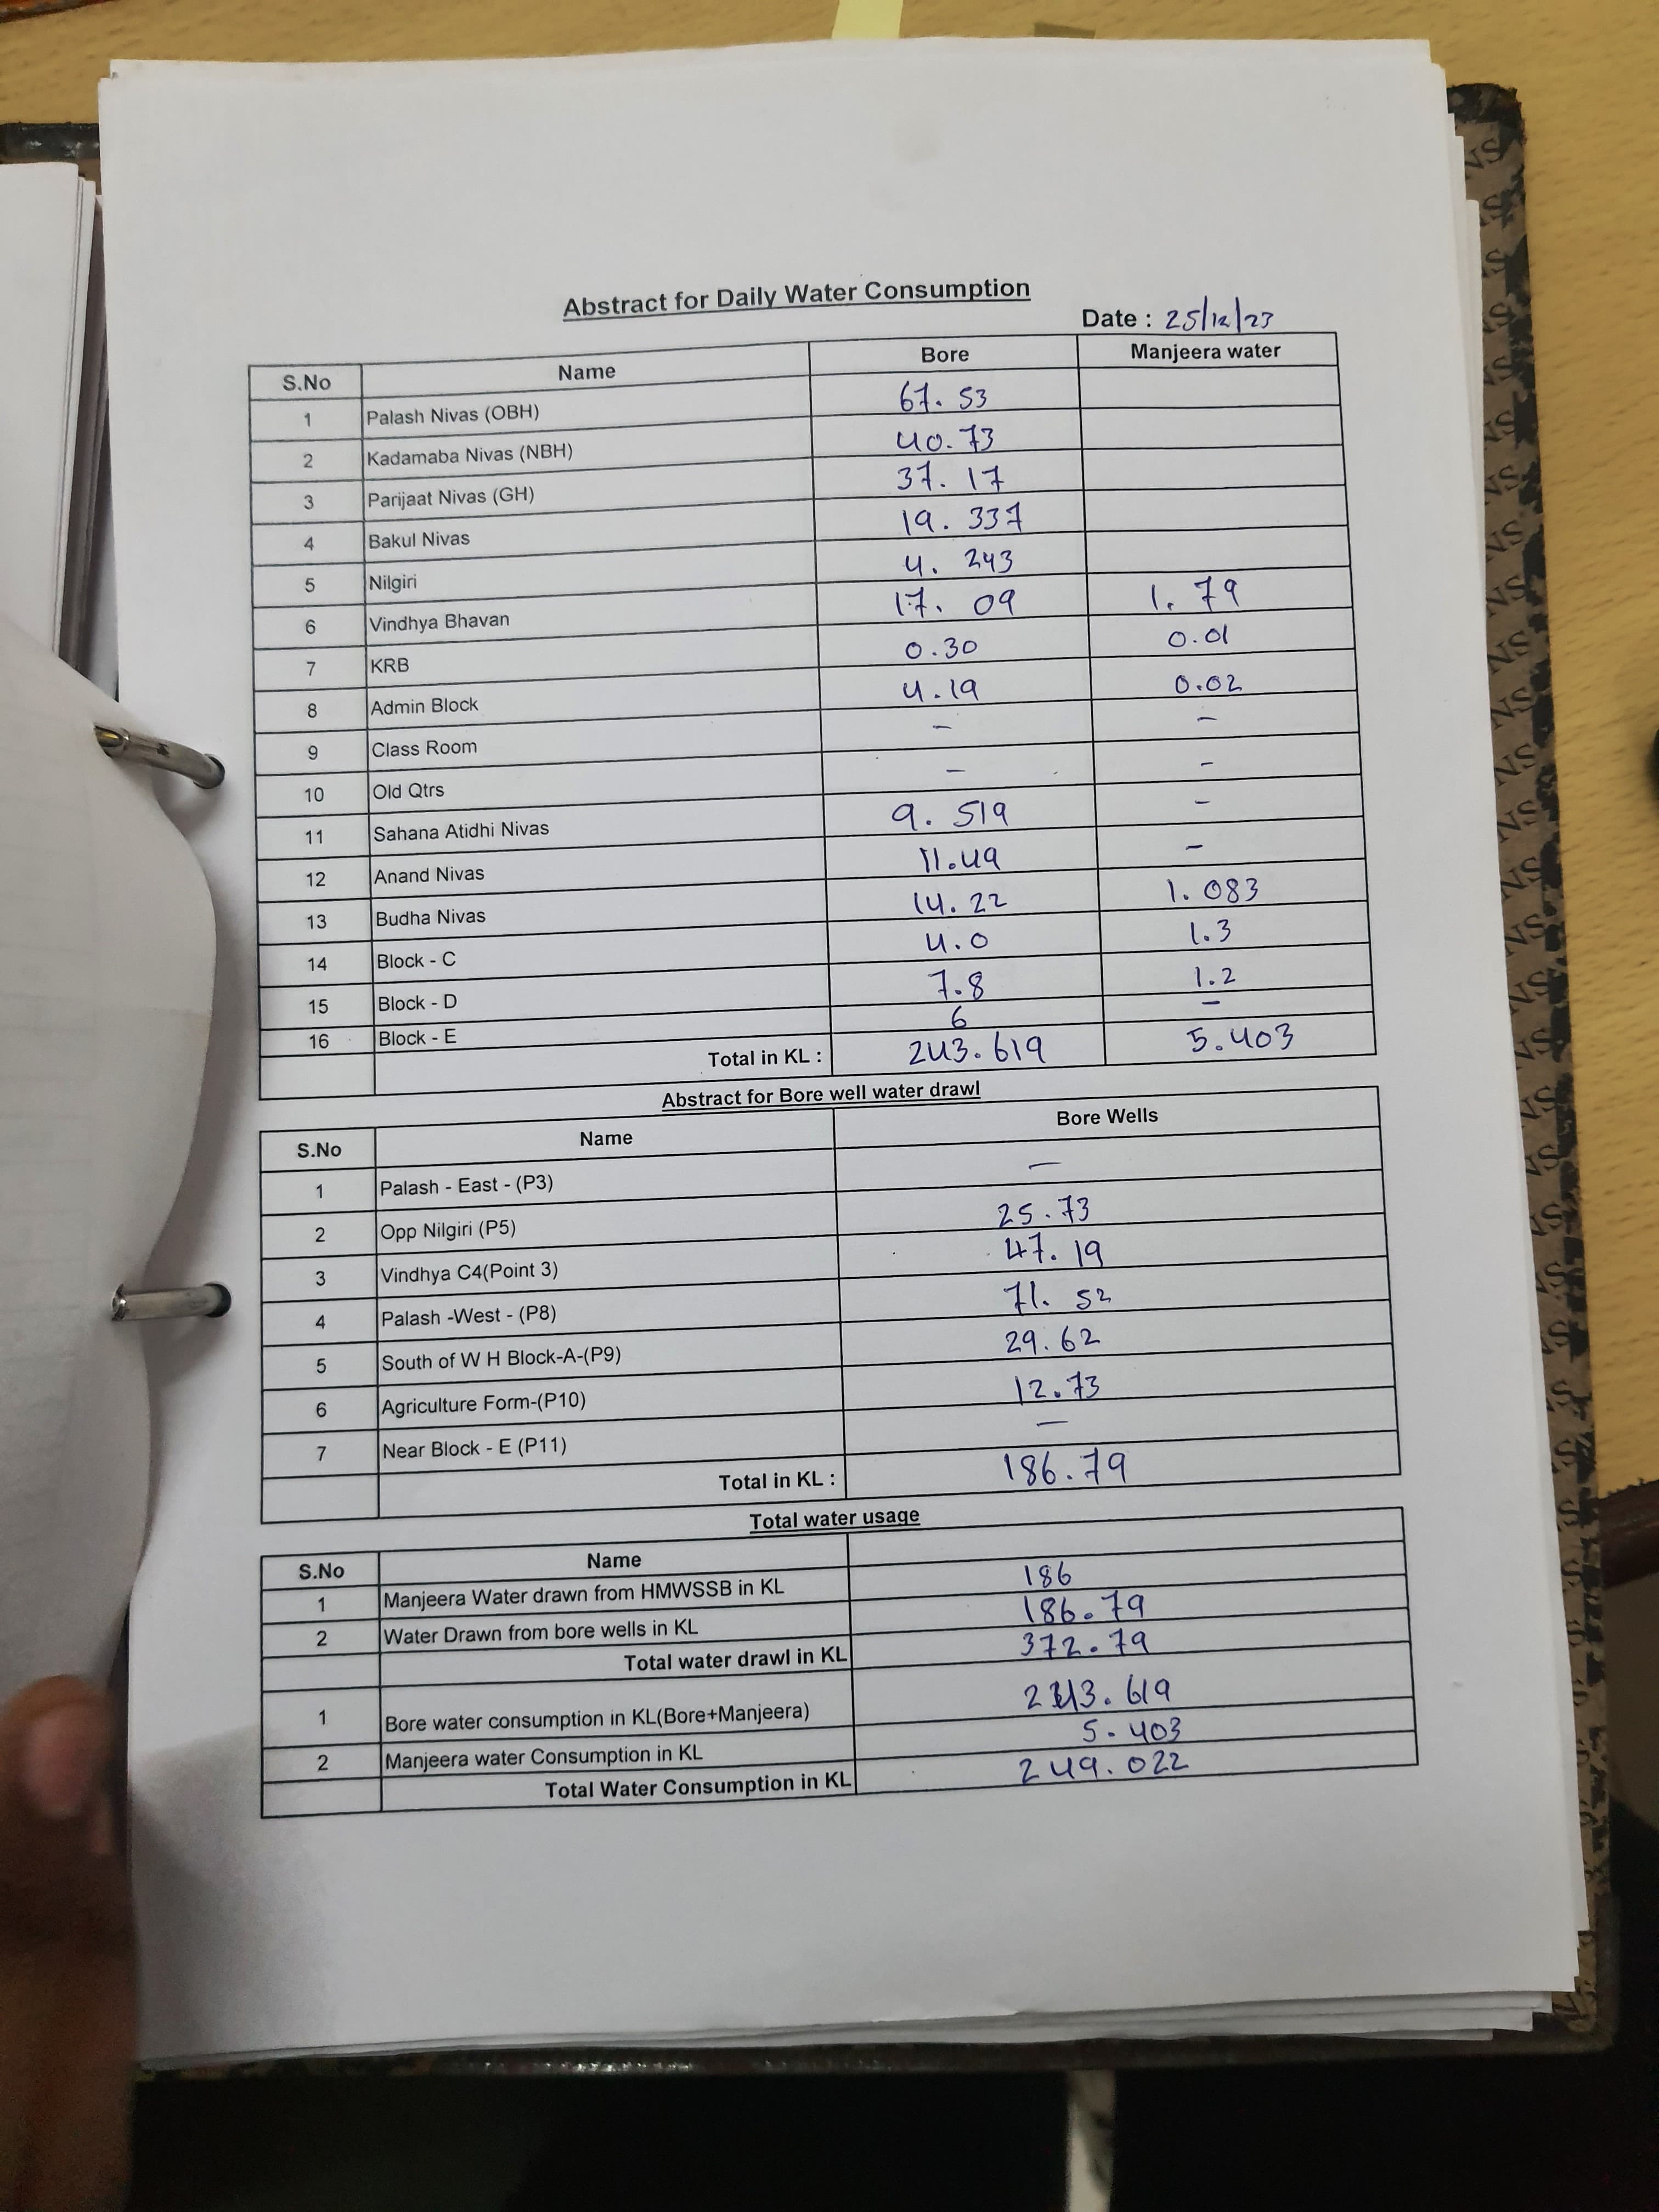 Abstract for Daily Water Consumption
Date : 25/12/23
S.No Name Bore Manjeera water
1 Palash Nivas (OBH) 67.53
2 Kadamaba Nivas (NBH) 40.73
3 Parijaat Nivas (GH) 37.17
4 Bakul Nivas 19.337
5 Nilgiri 4.243
6 Vindhya Bhavan 17.09 1.79
7 KRB 0.30 0.01
8 Admin Block 4.19 0.02
9 Class Room - -
10 Old Qtrs - -
11 Sahana Atidhi Nivas 9.519 -
12 Anand Nivas 11.49 -
13 Budha Nivas 14.22 1.083
14 Block - C 4.0 1.3
15 Block - D 7.8 1.2
16 Block - E 6 -
Total in KL : 243.619 5.403
Abstract for Bore well water drawl
S.No Name Bore Wells
1 Palash - East - (P3) -
2 Opp Nilgiri (P5) 25.73
3 Vindhya C4(Point 3) 47.19
4 Palash -West - (P8) 71.52
5 South of W H Block-A-(P9) 29.62
6 Agriculture Form-(P10) 12.73
7 Near Block - E (P11) -
Total in KL : 186.79
Total water usage
S.No Name
1 Manjeera Water drawn from HMWSSB in KL 186
2 Water Drawn from bore wells in KL 186.79
Total water drawl in KL 372.79
1 Bore water consumption in KL(Bore+Manjeera) 243.619
2 Manjeera water Consumption in KL 5.403
Total Water Consumption in KL 249.022